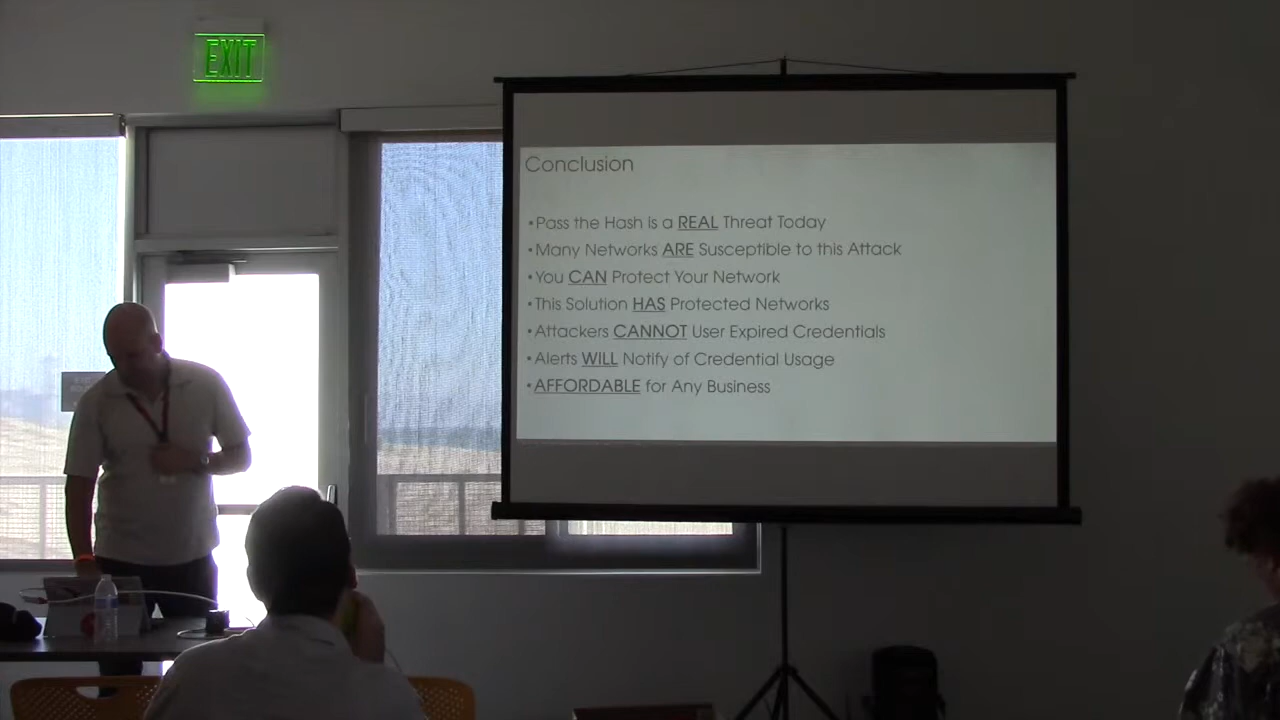 EXIT
Conclusion
•Pass the Hash is a REAL Threat Today
•Many Networks ARE Susceptible to this Attack
•You CAN Protect Your Network
•This Solution HAS Protected Networks
•Attackers CANNOT User Expired Credentials
•Alerts WILL Notify of Credential Usage
•AFFORDABLE for Any Business